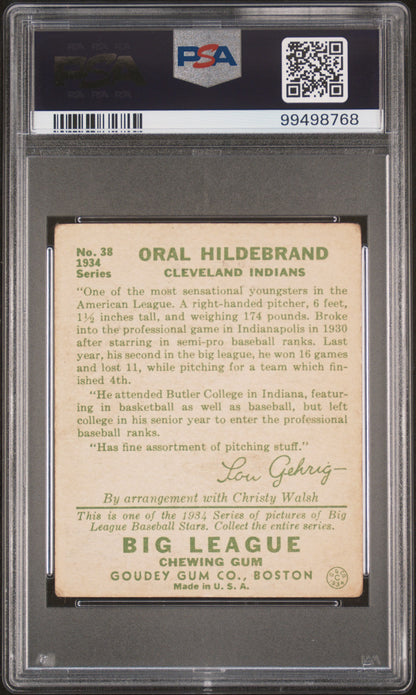 PSA
PSA
99498768
No. 38
1934
Series
ORAL HILDEBRAND
CLEVELAND INDIANS
"One of the most sensational youngsters in the
American League. A right-handed pitcher, 6 feet,
1½ inches tall, and weighing 174 pounds. Broke
into the professional game in Indianapolis in 1930
after starring in semi-pro baseball ranks. Last
year, his second in the big league, he won 16 games
and lost 11, while pitching for a team which fin-
ished 4th.
"He attended Butler College in Indiana, featur-
ing in basketball as well as baseball, but left
college in his senior year to enter the professional
baseball ranks.
"Has fine assortment of pitching stuff."
Lou Gehrig
By arrangement with Christy Walsh
This is one of the 1934 Series of pictures of Big
League Baseball Stars. Collect the entire series.
BIG LEAGUE
CHEWING GUM
GOUDEY GUM CO., BOSTON
Made in U. S. A.